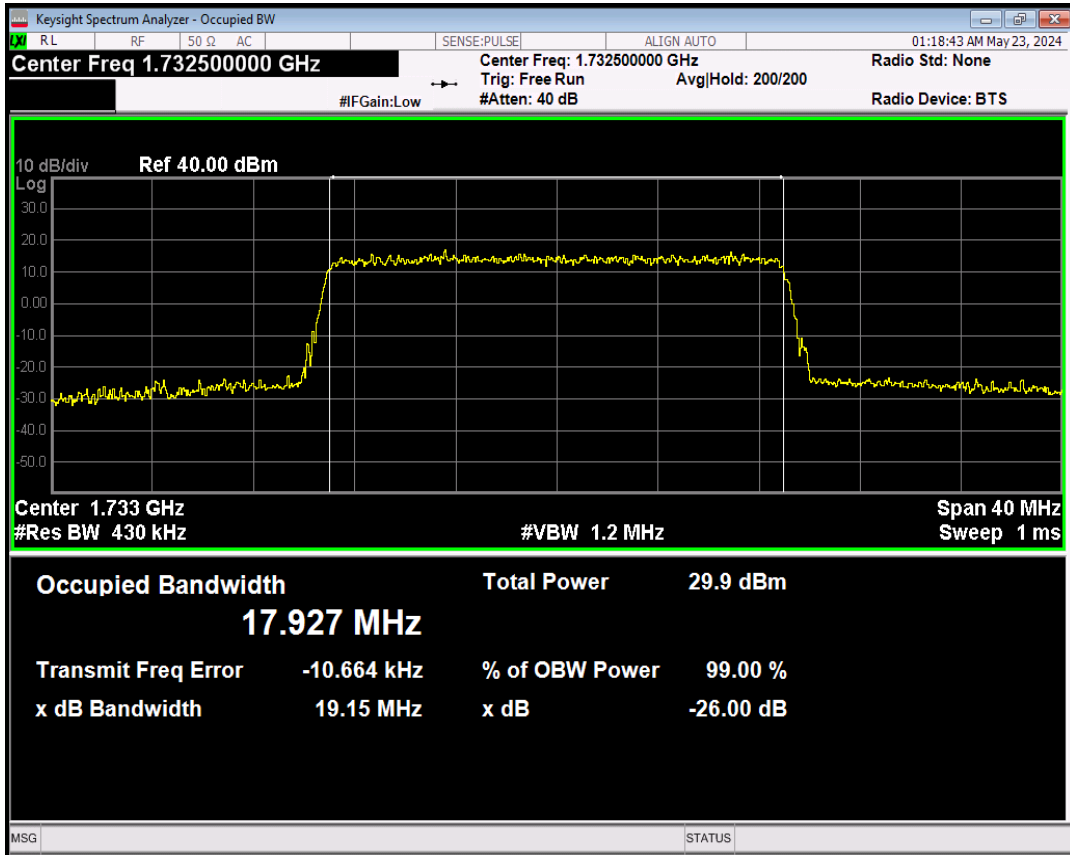 Keysight Spectrum Analyzer - Occupied BW
LXI RL RF 50 Ω AC SENSE:PULSE ALIGN AUTO 01:18:43 AM May 23, 2024
Center Freq 1.732500000 GHz Center Freq: 1.732500000 GHz Radio Std: None
Trig: Free Run Avg|Hold: 200/200
#IFGain:Low #Atten: 40 dB Radio Device: BTS
10 dB/div Ref 40.00 dBm
Log
30.0
20.0
10.0
0.00
-10.0
-20.0
-30.0
-40.0
-50.0
Center 1.733 GHz Span 40 MHz
#Res BW 430 kHz #VBW 1.2 MHz Sweep 1 ms
Occupied Bandwidth Total Power 29.9 dBm
17.927 MHz
Transmit Freq Error -10.664 kHz % of OBW Power 99.00 %
x dB Bandwidth 19.15 MHz x dB -26.00 dB
MSG STATUS